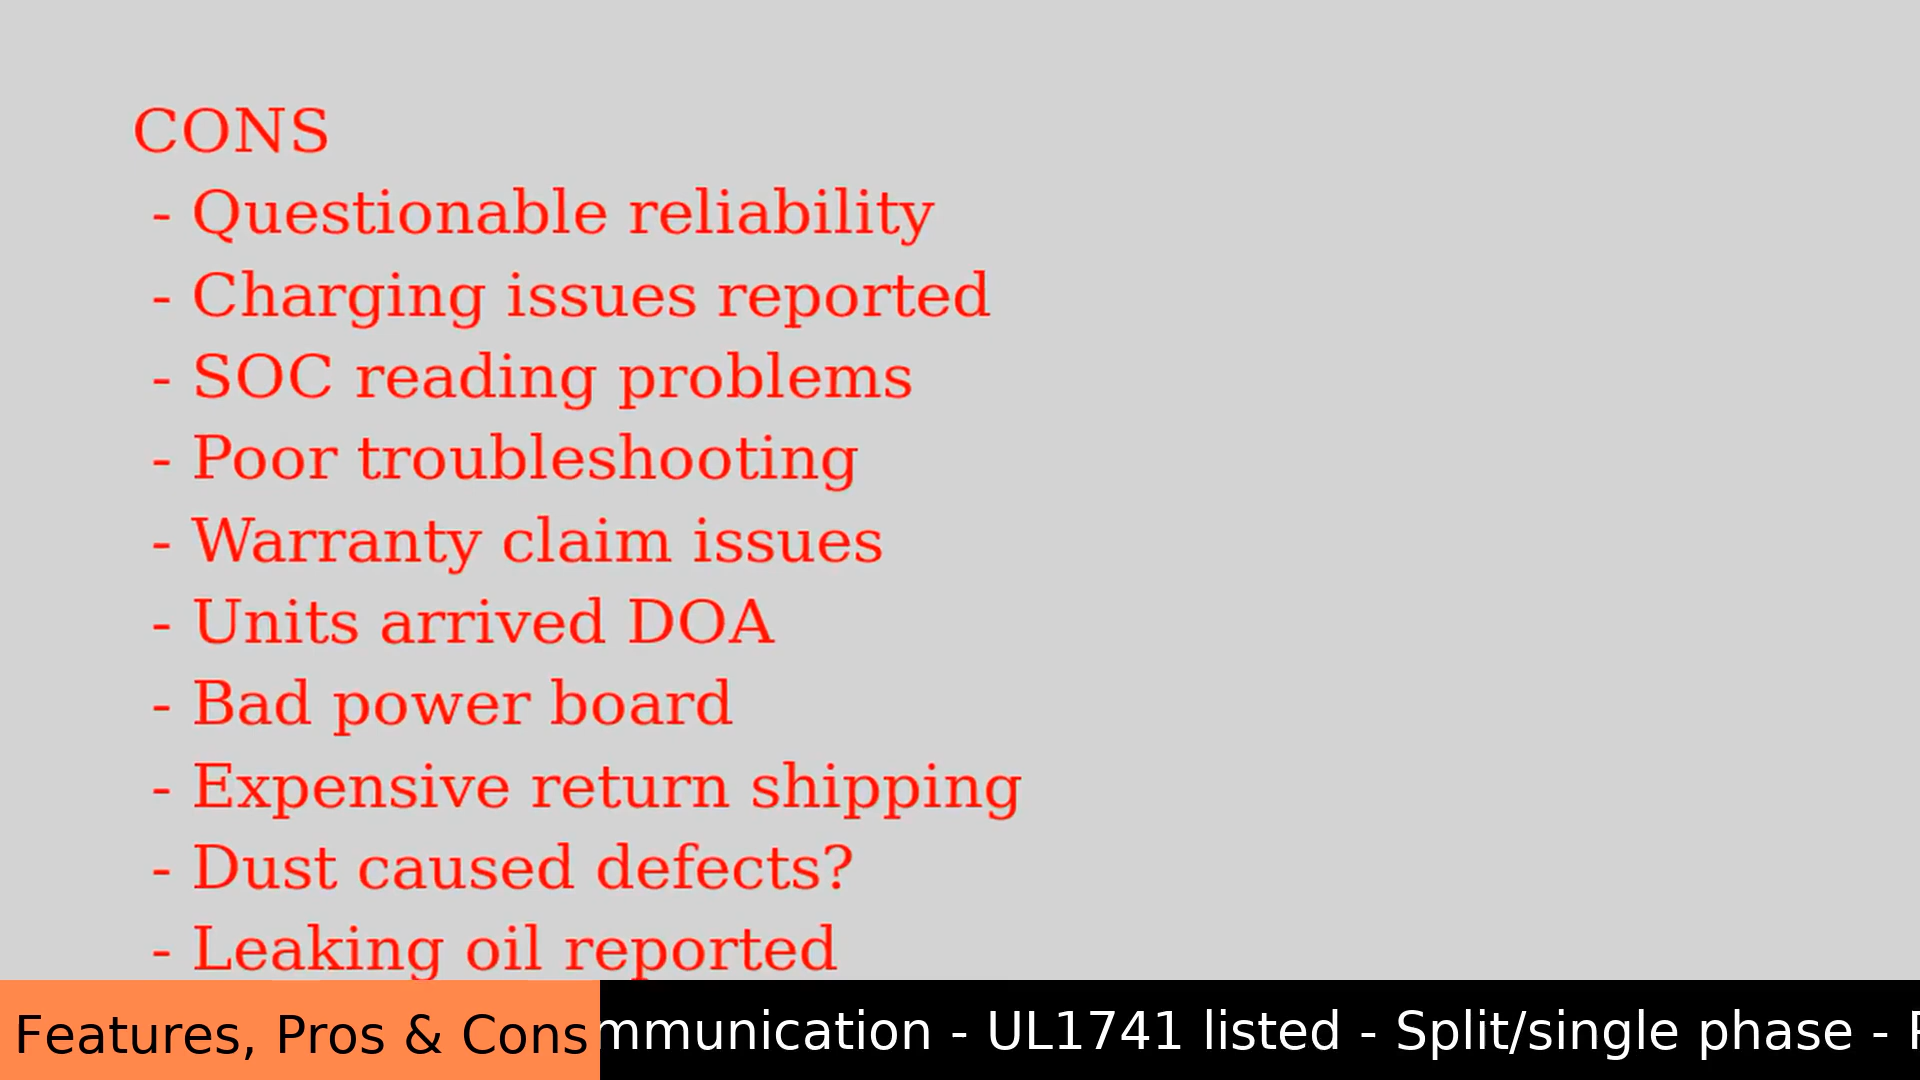 CONS
- Questionable reliability
- Charging issues reported
- SOC reading problems
- Poor troubleshooting
- Warranty claim issues
- Units arrived DOA
- Bad power board
- Expensive return shipping
- Dust caused defects?
- Leaking oil reported
Features, Pros & Cons
mmunication - UL1741 listed - Split/single phase -